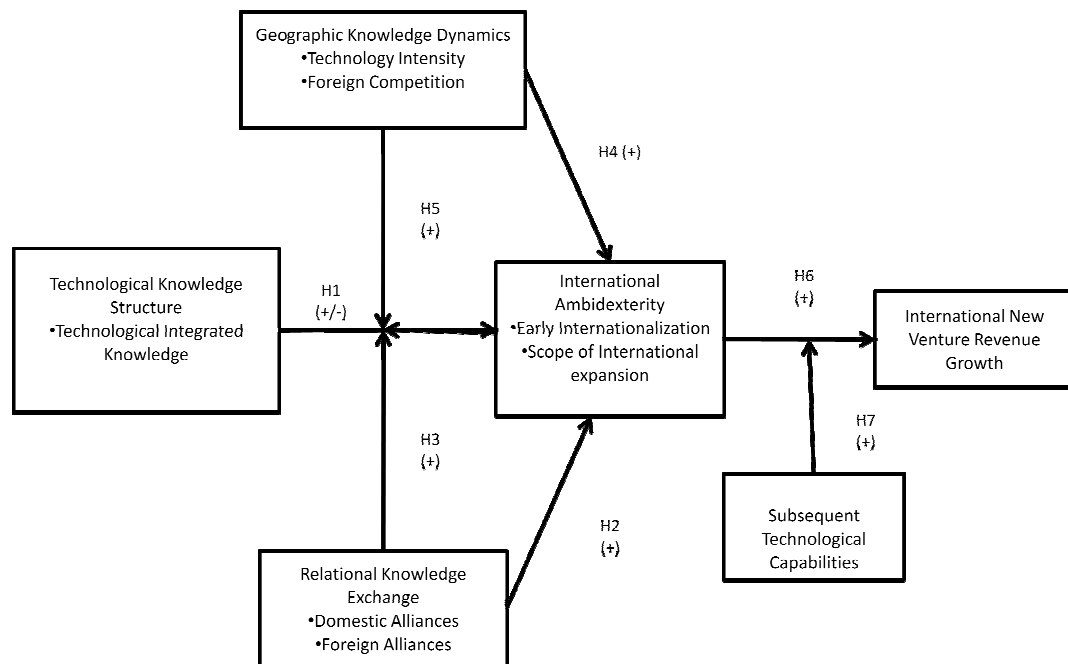 Geographic Knowledge Dynamics
•Technology Intensity
•Foreign Competition
H4 (+)
H5
(+)
Technological Knowledge
Structure
•Technological Integrated
Knowledge
H1
(+/-)
International
Ambidexterity
•Early Internationalization
•Scope of International
expansion
H6
(+)
International New
Venture Revenue
Growth
H3
(+)
H7
(+)
H2
(+)
Subsequent
Technological
Capabilities
Relational Knowledge
Exchange
•Domestic Alliances
•Foreign Alliances